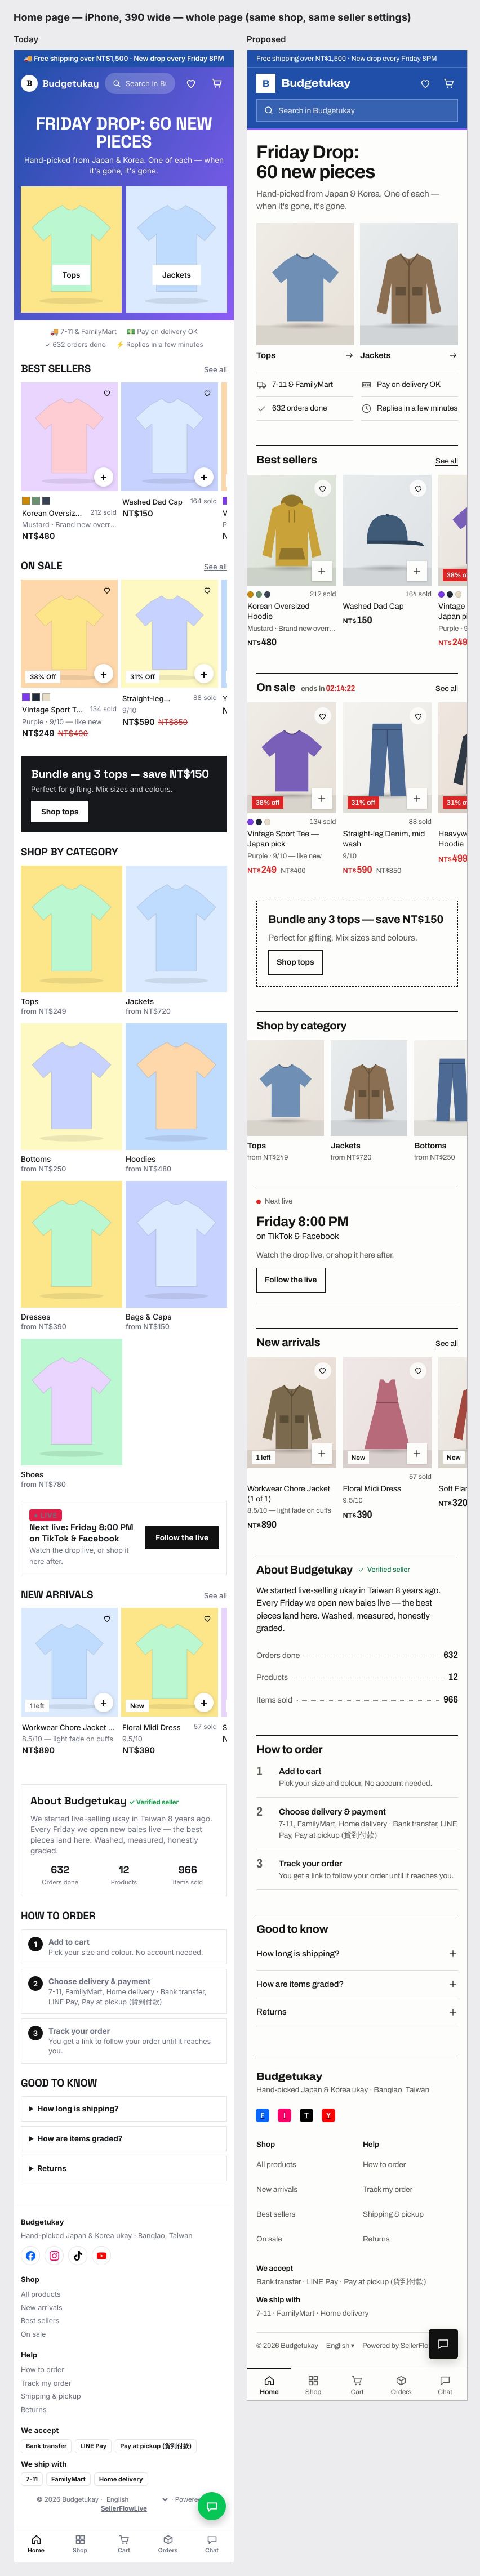 Home page — iPhone, 390 wide — whole page (same shop, same seller settings)
Today
🚚 Free shipping over NT$1,500 · New drop every Friday 8PM
B Budgetukay
FRIDAY DROP: 60 NEW
PIECES
Hand-picked from Japan & Korea. One of each — when
it's gone, it's gone.
Tops
Jackets
🚚 7-11 & FamilyMart 💵 Pay on delivery OK
✓ 632 orders done ⚡ Replies in a few minutes
BEST SELLERS See all
Korean Oversiz... 212 sold
Mustard · Brand new overr...
NT$480
Washed Dad Cap 164 sold
NT$150
ON SALE See all
38% Off
Vintage Sport T... 134 sold
Purple · 9/10 — like new
NT$249 NT$400
31% Off
Straight-leg... 88 sold
9/10
NT$590 NT$850
Bundle any 3 tops — save NT$150
Perfect for gifting. Mix sizes and colours.
Shop tops
SHOP BY CATEGORY
Tops
from NT$249
Jackets
from NT$720
Bottoms
from NT$250
Hoodies
from NT$480
Dresses
from NT$390
Bags & Caps
from NT$150
Shoes
from NT$780
Next live: Friday 8:00 PM
on TikTok & Facebook
Watch the drop live, or shop it
here after.
Follow the live
NEW ARRIVALS See all
1 left
Workwear Chore Jacket ...
8.5/10 — light fade on cuffs
NT$890
New
Floral Midi Dress 57 sold
9.5/10
NT$390
About Budgetukay ✓ Verified seller
We started live-selling ukay in Taiwan 8 years ago.
Every Friday we open new bales live — the best
pieces land here. Washed, measured, honestly
graded.
632 12 966
Orders done Products Items sold
HOW TO ORDER
1 Add to cart
Pick your size and colour. No account needed.
2 Choose delivery & payment
7-11, FamilyMart, Home delivery · Bank transfer,
LINE Pay, Pay at pickup (貨到付款)
3 Track your order
You get a link to follow your order until it reaches
you.
GOOD TO KNOW
How long is shipping?
How are items graded?
Returns
Budgetukay
Hand-picked Japan & Korea ukay · Banqiao, Taiwan
Shop
All products
New arrivals
Best sellers
On sale
Help
How to order
Track my order
Shipping & pickup
Returns
We accept
Bank transfer LINE Pay Pay at pickup (貨到付款)
We ship with
7-11 FamilyMart Home delivery
© 2026 Budgetukay · English
SellerFlowLive
Home Shop Cart Orders Chat
Proposed
Free shipping over NT$1,500 · New drop every Friday 8PM
B Budgetukay
Search in Budgetukay
Friday Drop:
60 new pieces
Hand-picked from Japan & Korea. One of each —
when it's gone, it's gone.
Tops →
Jackets →
7-11 & FamilyMart
Pay on delivery OK
632 orders done
Replies in a few minutes
Best sellers See all
212 sold
Korean Oversized
Hoodie
Mustard · Brand new overr...
NT$480
164 sold
Washed Dad Cap
NT$150
On sale ends in 02:14:22 See all
38% off
134 sold
Vintage Sport Tee —
Japan pick
Purple · 9/10 — like new
NT$249 NT$400
31% off
88 sold
Straight-leg Denim, mid
wash
9/10
NT$590 NT$850
Bundle any 3 tops — save NT$150
Perfect for gifting. Mix sizes and colours.
Shop tops
Shop by category
Tops
from NT$249
Jackets
from NT$720
Bottoms
from NT$250
Next live
Friday 8:00 PM
on TikTok & Facebook
Watch the drop live, or shop it here after.
Follow the live
New arrivals See all
1 left
Workwear Chore Jacket
(1 of 1)
8.5/10 — light fade on cuffs
NT$890
New
57 sold
Floral Midi Dress
9.5/10
NT$390
New
About Budgetukay ✓ Verified seller
We started live-selling ukay in Taiwan 8 years ago.
Every Friday we open new bales live — the best
pieces land here. Washed, measured, honestly
graded.
Orders done 632
Products 12
Items sold 966
How to order
1 Add to cart
Pick your size and colour. No account needed.
2 Choose delivery & payment
7-11, FamilyMart, Home delivery · Bank transfer, LINE
Pay, Pay at pickup (貨到付款)
3 Track your order
You get a link to follow your order until it reaches you.
Good to know
How long is shipping?
How are items graded?
Returns
Budgetukay
Hand-picked Japan & Korea ukay · Banqiao, Taiwan
F I T Y
Shop Help
All products How to order
New arrivals Track my order
Best sellers Shipping & pickup
On sale Returns
We accept
Bank transfer · LINE Pay · Pay at pickup (貨到付款)
We ship with
7-11 · FamilyMart · Home delivery
© 2026 Budgetukay English ▾ Powered by
Home Shop Cart Orders Chat